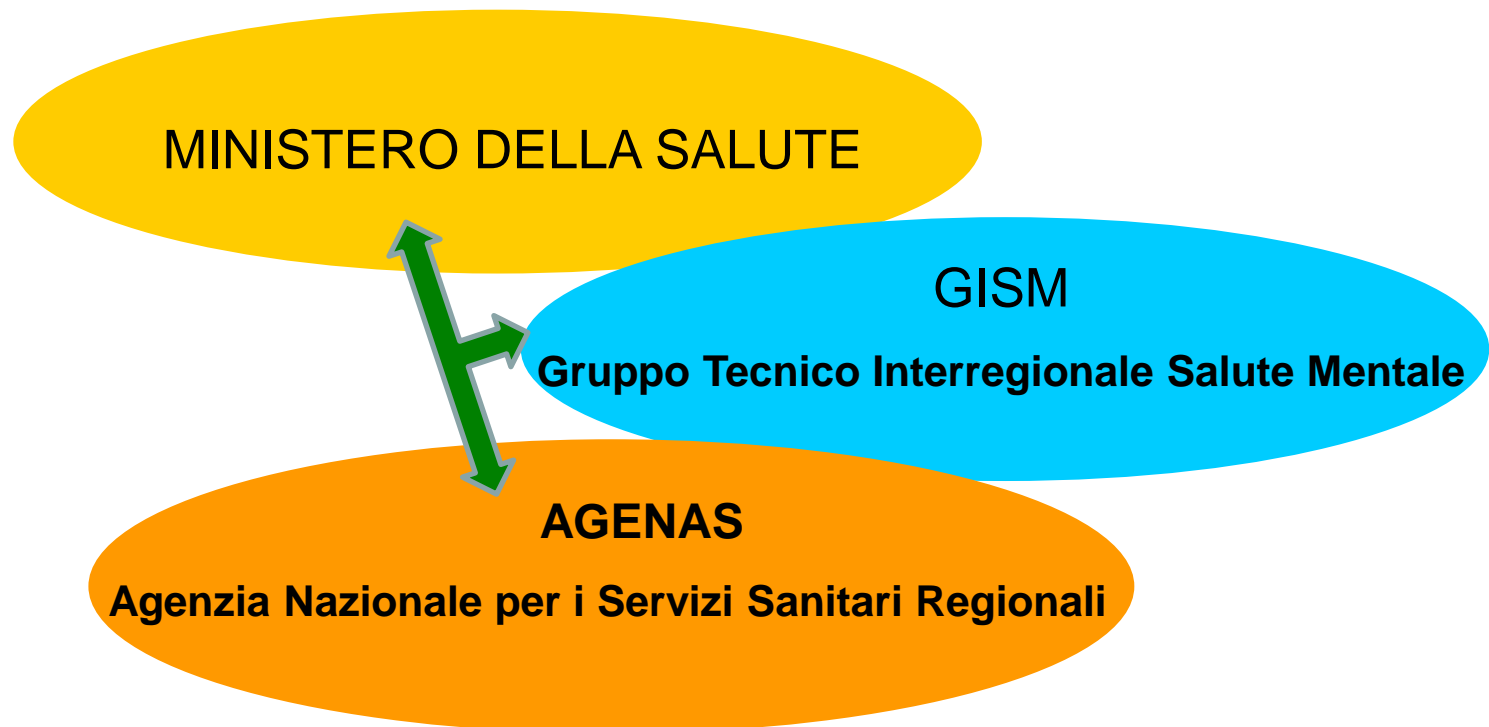 MINISTERO DELLA SALUTE
GISM
Gruppo Tecnico Interregionale Salute Mentale
AGENAS
Agenzia Nazionale per i Servizi Sanitari Regionali